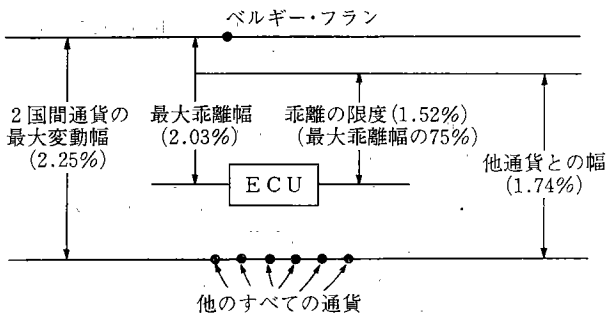 ベルギー・フラン
2国間通貨の
最大変動幅
(2.25%)
最大乖離幅
(2.03%)
乖離の限度(1.52%)
(最大乖離幅の75%)
他通貨との幅
(1.74%)
ECU
他のすべての通貨